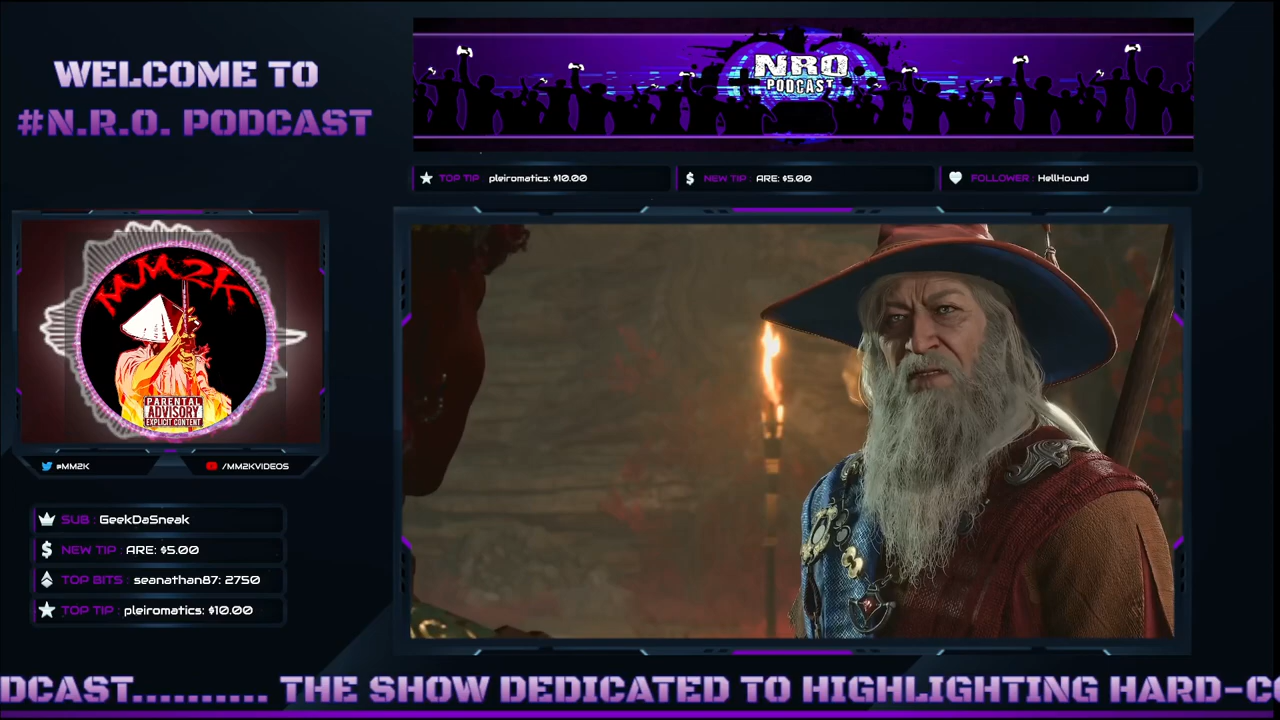 WELCOME TO
#N.R.O. PODCAST
NRO
PODCAST
TOP TIP pleiromatics: $10.00
NEW TIP : ARE: $5.00
FOLLOWER : HellHound
MM2K
PARENTAL
ADVISORY
EXPLICIT CONTENT
@MM2K
/MM2KVIDEOS
SUB : GeekDaSneak
NEW TIP : ARE: $5.00
TOP BITS : seanathan87: 2750
TOP TIP : pleiromatics: $10.00
DCAST.......... THE SHOW DEDICATED TO HIGHLIGHTING HARD-CO